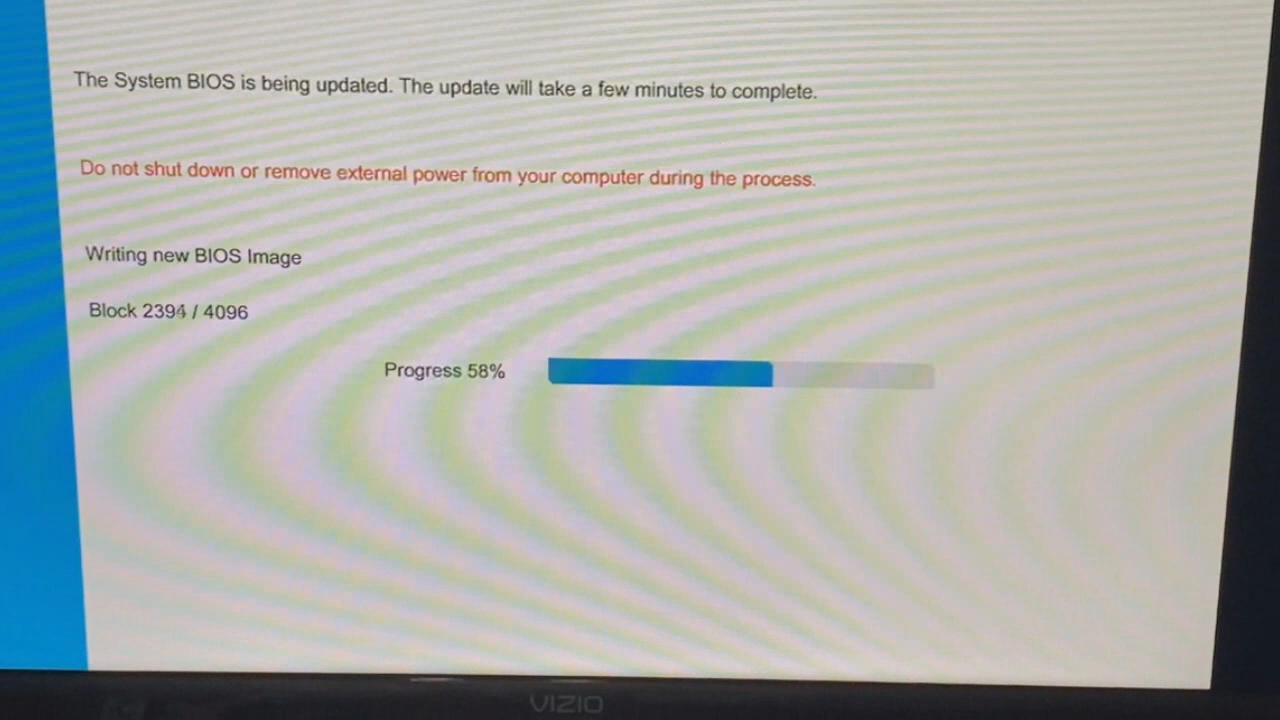 The System BIOS is being updated. The update will take a few minutes to complete.
Do not shut down or remove external power from your computer during the process.
Writing new BIOS Image
Block 2394 / 4096
Progress 58%
VIZIO